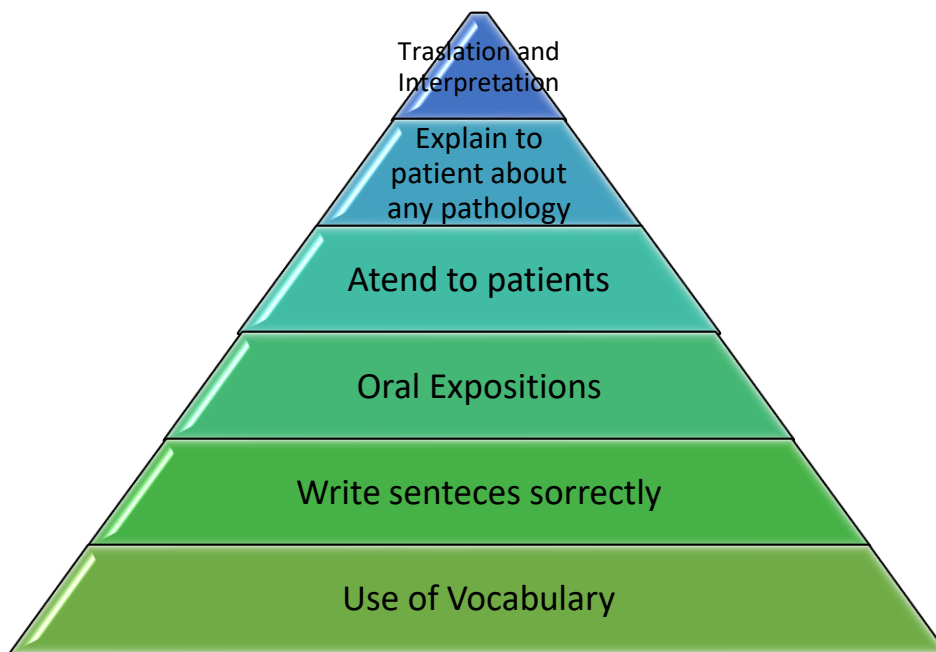 Traslation and
Interpretation
Explain to
patient about
any pathology
Atend to patients
Oral Expositions
Write senteces sorrectly
Use of Vocabulary